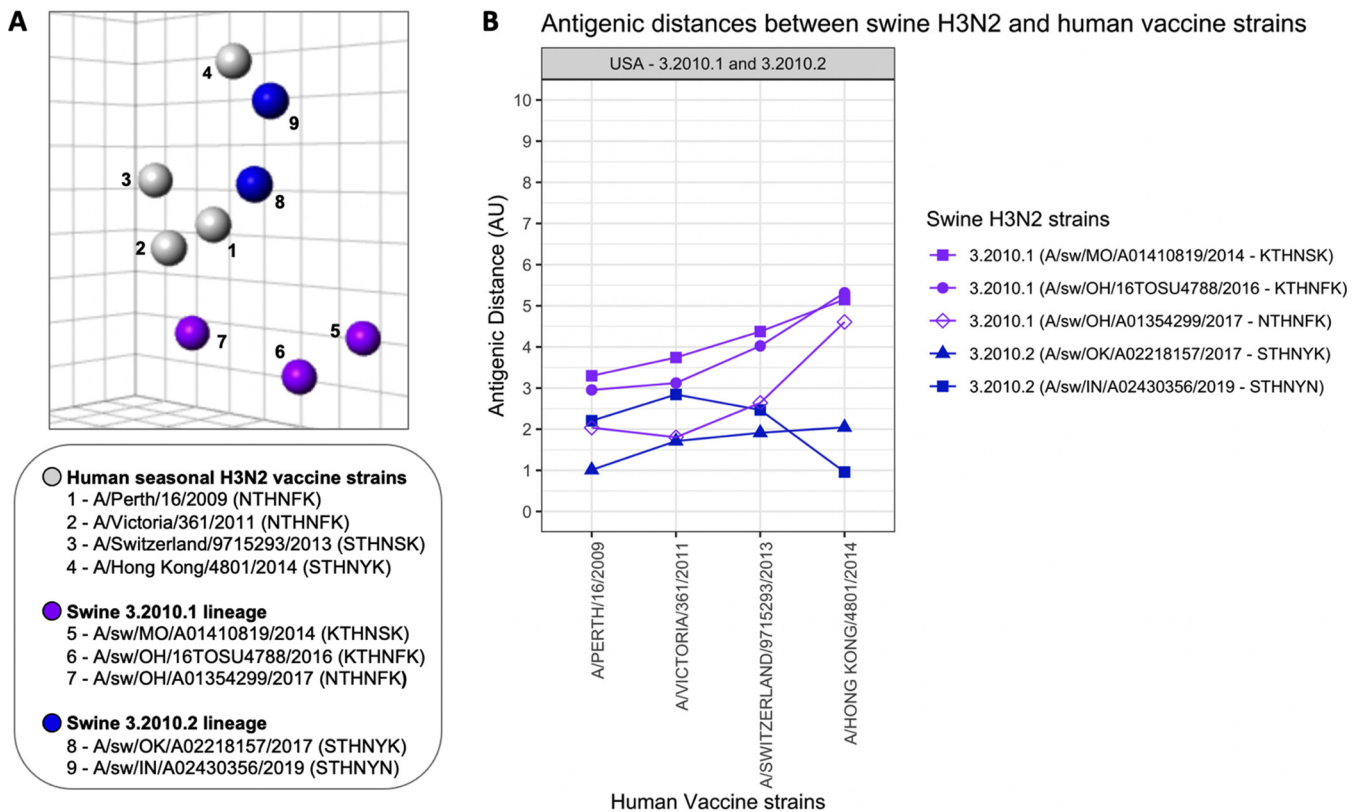 A
4
9
3
8
1
2
7
5
6
Human seasonal H3N2 vaccine strains
1 - A/Perth/16/2009 (NTHNFK)
2 - A/Victoria/361/2011 (NTHNFK)
3 - A/Switzerland/9715293/2013 (STHNSK)
4 - A/Hong Kong/4801/2014 (STHNYK)
Swine 3.2010.1 lineage
5 - A/sw/MO/A01410819/2014 (KTHNSK)
6 - A/sw/OH/16TOSU4788/2016 (KTHNFK)
7 - A/sw/OH/A01354299/2017 (NTHNFK)
Swine 3.2010.2 lineage
8 - A/sw/OK/A02218157/2017 (STHNYK)
9 - A/sw/IN/A02430356/2019 (STHNYN)
B
Antigenic distances between swine H3N2 and human vaccine strains
USA - 3.2010.1 and 3.2010.2
Antigenic Distance (AU)
10
9
8
7
6
5
4
3
2
1
0
A/PERTH/16/2009
A/VICTORIA/361/2011
A/SWITZERLAND/9715293/2013
A/HONG KONG/4801/2014
Human Vaccine strains
Swine H3N2 strains
3.2010.1 (A/sw/MO/A01410819/2014 - KTHNSK)
3.2010.1 (A/sw/OH/16TOSU4788/2016 - KTHNFK)
3.2010.1 (A/sw/OH/A01354299/2017 - NTHNFK)
3.2010.2 (A/sw/OK/A02218157/2017 - STHNYK)
3.2010.2 (A/sw/IN/A02430356/2019 - STHNYN)